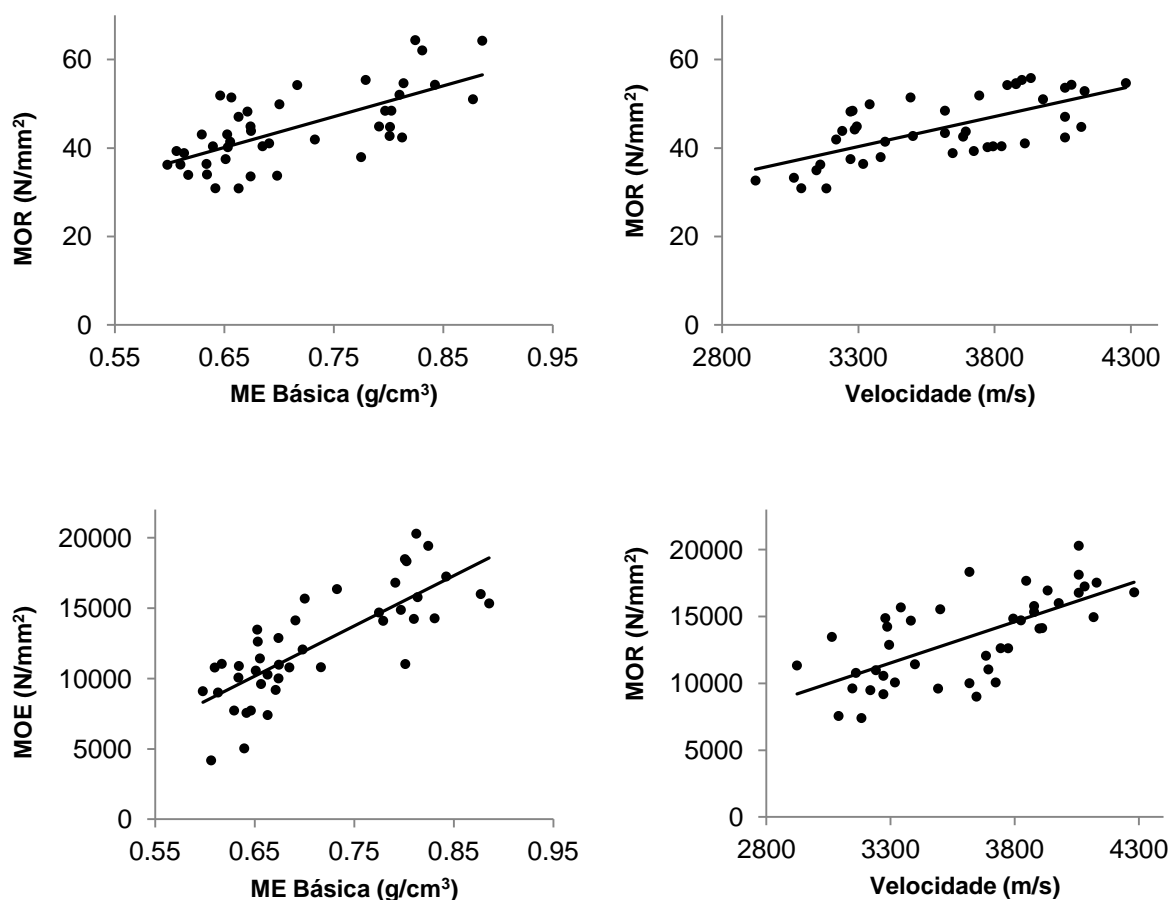 MOR (N/mm²)
60
40
20
0
0.55 0.65 0.75 0.85 0.95
ME Básica (g/cm³)
MOR (N/mm²)
60
40
20
0
2800 3300 3800 4300
Velocidade (m/s)
MOE (N/mm²)
20000
15000
10000
5000
0
0.55 0.65 0.75 0.85 0.95
ME Básica (g/cm³)
MOR (N/mm²)
20000
15000
10000
5000
0
2800 3300 3800 4300
Velocidade (m/s)